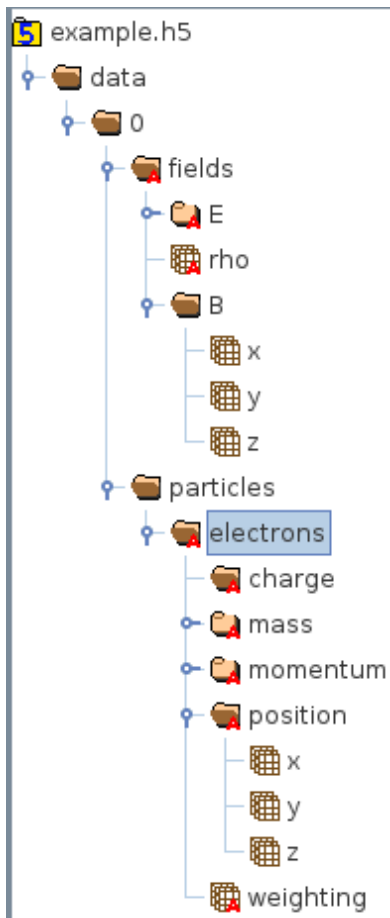 example.h5
data
0
fields
E
rho
B
x
y
z
particles
electrons
charge
mass
momentum
position
x
y
z
weighting